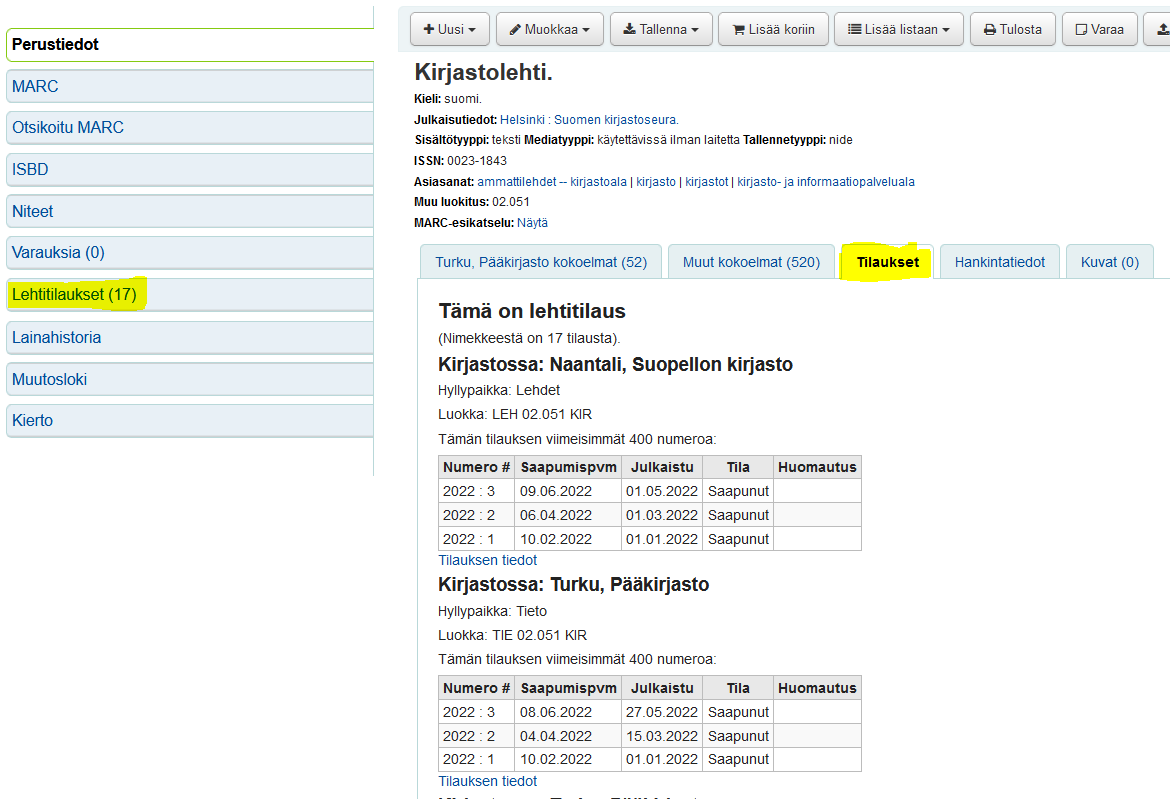 Perustiedot
MARC
Otsikoitu MARC
ISBD
Niteet
Varauksia (0)
Lehtitilaukset (17)
Lainahistoria
Muutosloki
Kierto
Uusi Muokkaa Tallenna Lisää koriin Lisää listaan Tulosta Varaa
Kirjastolehti.
Kieli: suomi.
Julkaisutiedot: Helsinki : Suomen kirjastoseura.
Sisältötyyppi: teksti Mediatyyppi: käytettävissä ilman laitetta Tallennetyyppi: nide
ISSN: 0023-1843
Asiasanat: ammattilehdet -- kirjastoala | kirjasto | kirjastot | kirjasto- ja informaatiopalveluala
Muu luokitus: 02.051
MARC-esikatselu: Näytä
Turku, Pääkirjasto kokoelmat (52) Muut kokoelmat (520) Tilaukset Hankintatiedot Kuvat (0)
Tämä on lehtitilaus
(Nimekkeestä on 17 tilausta).
Kirjastossa: Naantali, Suopellon kirjasto
Hyllypaikka: Lehdet
Luokka: LEH 02.051 KIR
Tämän tilauksen viimeisimmät 400 numeroa:
Numero # Saapumispvm Julkaistu Tila Huomautus
2022 : 3 09.06.2022 01.05.2022 Saapunut
2022 : 2 06.04.2022 01.03.2022 Saapunut
2022 : 1 10.02.2022 01.01.2022 Saapunut
Tilauksen tiedot
Kirjastossa: Turku, Pääkirjasto
Hyllypaikka: Tieto
Luokka: TIE 02.051 KIR
Tämän tilauksen viimeisimmät 400 numeroa:
Numero # Saapumispvm Julkaistu Tila Huomautus
2022 : 3 08.06.2022 27.05.2022 Saapunut
2022 : 2 04.04.2022 15.03.2022 Saapunut
2022 : 1 10.02.2022 01.01.2022 Saapunut
Tilauksen tiedot